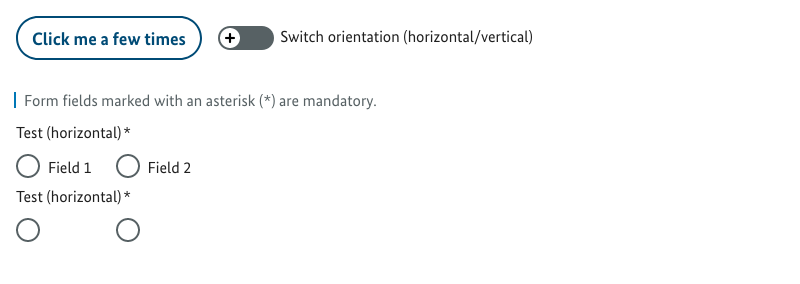 Click me a few times
Switch orientation (horizontal/vertical)
Form fields marked with an asterisk (*) are mandatory.
Test (horizontal)*
Field 1
Field 2
Test (horizontal)*